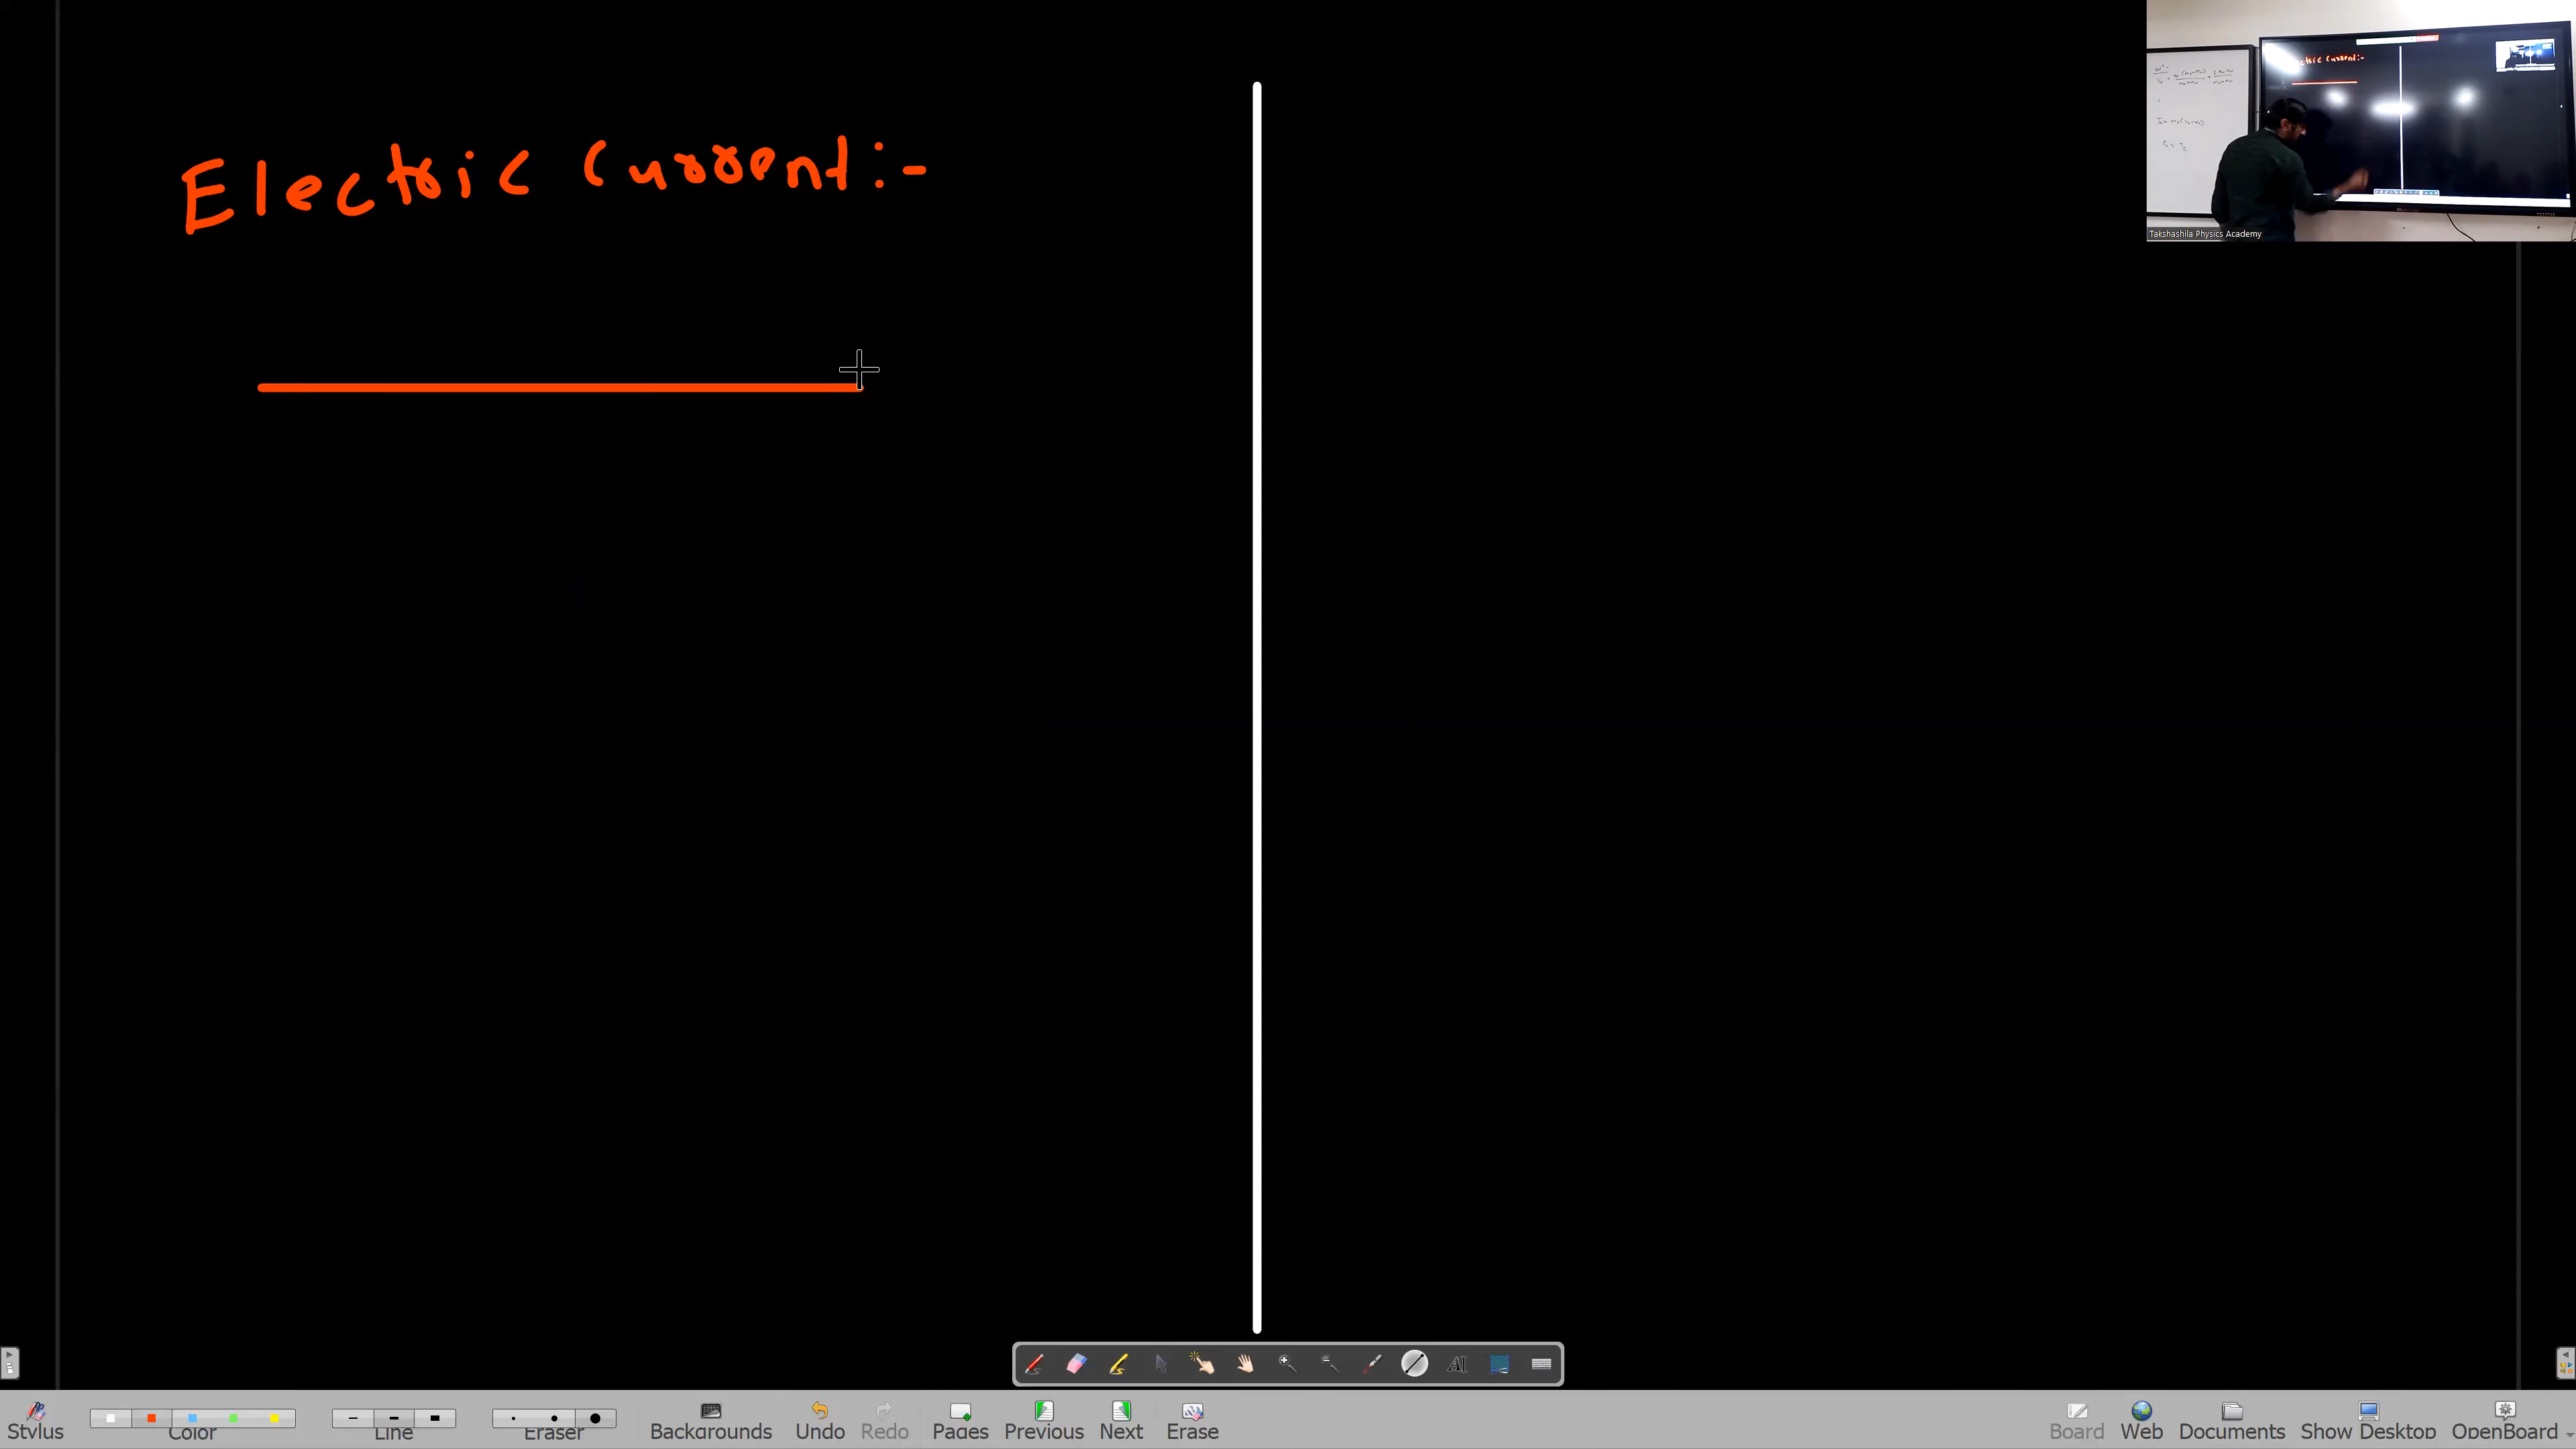 Electric Current:-
Takshashila Physics Academy
AI
Stylus
Color
Line
Eraser
Backgrounds
Undo
Redo
Pages
Previous
Next
Erase
Board
Web
Documents
Show Desktop
OpenBoard